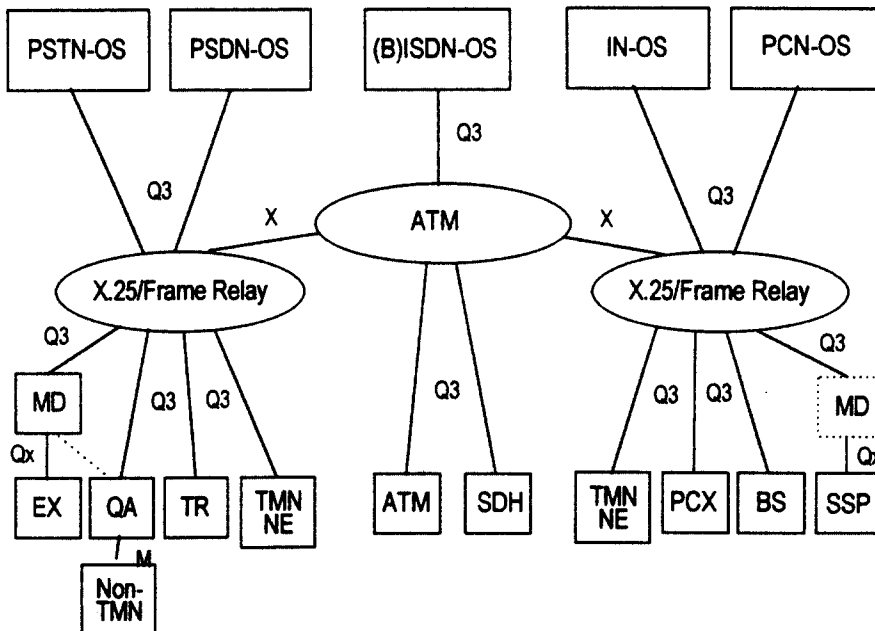 PSTN-OS
PSDN-OS
(B)ISDN-OS
IN-OS
PCN-OS
Q3
Q3
Q3
X
ATM
X
X.25/Frame Relay
X.25/Frame Relay
Q3
Q3
MD
Q3
Q3
Q3
Q3
Q3
MD
Qx
Qx
EX
QA
TR
TMN
NE
ATM
SDH
TMN
NE
PCX
BS
SSP
M
Non-
TMN